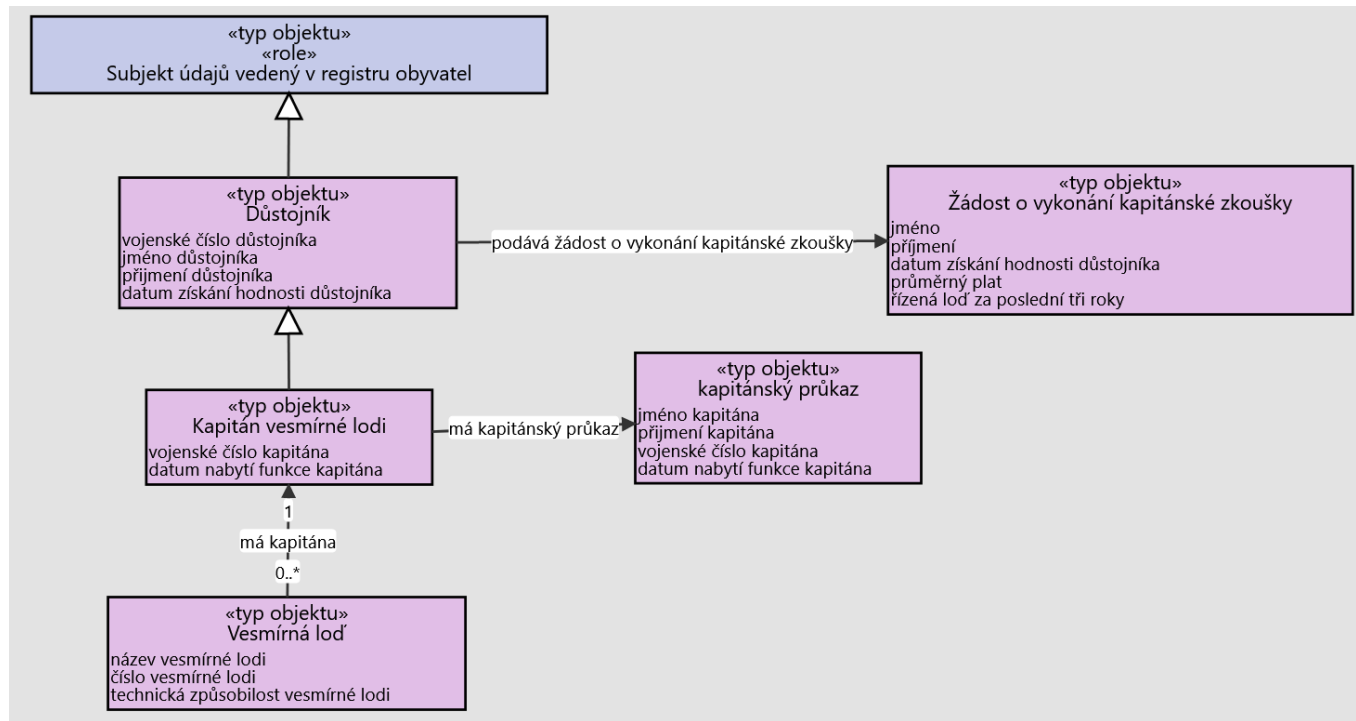 «typ objektu»
«role»
Subjekt údajů vedený v registru obyvatel
«typ objektu»
Důstojník
vojenské číslo důstojníka
jméno důstojníka
přijmení důstojníka
datum získání hodnosti důstojníka
podává žádost o vykonání kapitánské zkoušky
«typ objektu»
Žádost o vykonání kapitánské zkoušky
jméno
příjmení
datum získání hodnosti důstojníka
průměrný plat
řízená loď za poslední tři roky
«typ objektu»
Kapitán vesmírné lodi
vojenské číslo kapitána
datum nabytí funkce kapitána
má kapitánský průkaz
«typ objektu»
kapitánský průkaz
jméno kapitána
přijmení kapitána
vojenské číslo kapitána
datum nabytí funkce kapitána
1
má kapitána
0..*
«typ objektu»
Vesmírná loď
název vesmírné lodi
číslo vesmírné lodi
technická způsobilost vesmírné lodi